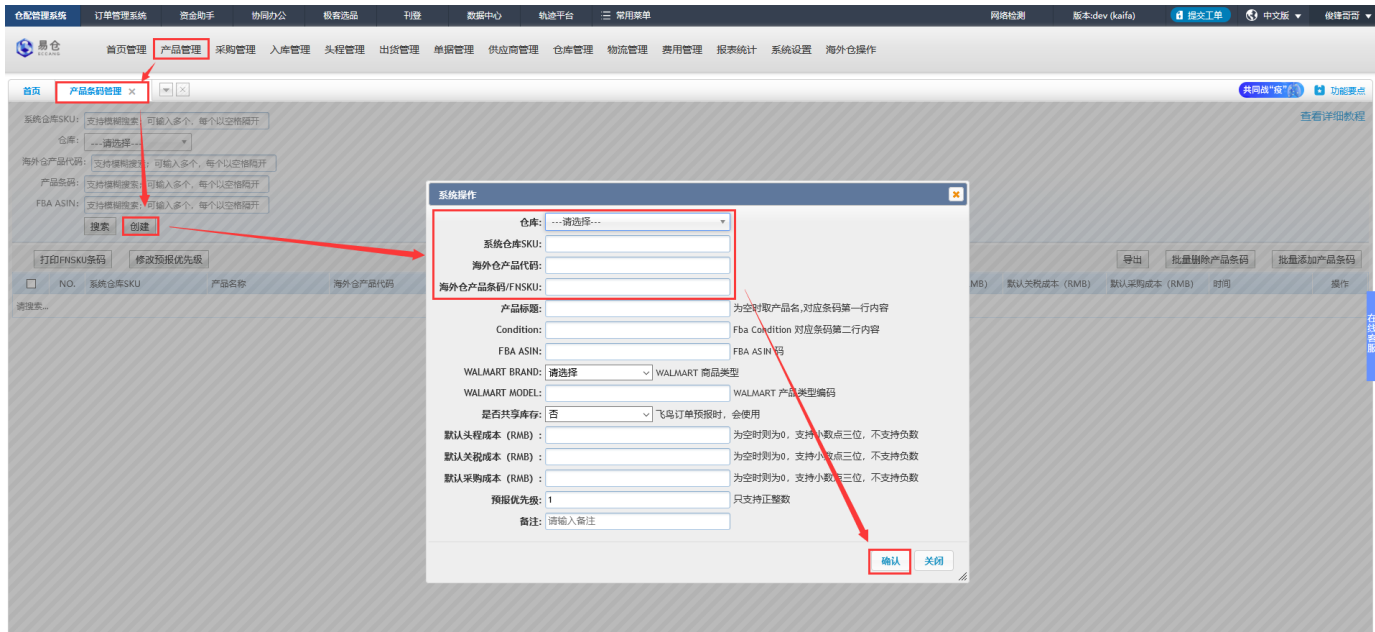 仓配管理系统 订单管理系统 资金助手 协同办公 极客选品 刊登 数据中心 轨迹平台 三 常用菜单 网络检测 版本:dev (kaifa) 提交工单 中文版 ▼ 俊锋哥哥 ▼
易仓 ECCANG 首页管理 产品管理 采购管理 入库管理 头程管理 出货管理 单据管理 供应商管理 仓库管理 物流管理 费用管理 报表统计 系统设置 海外仓操作
首页 产品条码管理 × 共同战"疫" 功能要点
系统仓库SKU: 支持模糊搜索; 可输入多个, 每个以空格隔开 查看详细教程
仓库: ---请选择---
海外仓产品代码: 支持模糊搜索; 可输入多个, 每个以空格隔开
产品条码: 支持模糊搜索; 可输入多个, 每个以空格隔开
FBA ASIN: 支持模糊搜索; 可输入多个, 每个以空格隔开
搜索 创建
打印FNSKU条码 修改预报优先级 导出 批量删除产品条码 批量添加产品条码
NO. 系统仓库SKU 产品名称 海外仓产品代码 MB) 默认关税成本 (RMB) 默认采购成本 (RMB) 时间 操作
请搜索...
系统操作
仓库: ---请选择---
系统仓库SKU:
海外仓产品代码:
海外仓产品条码/FNSKU:
产品标题: 为空时取产品名,对应条码第一行内容
Condition: Fba Condition 对应条码第二行内容
FBA ASIN: FBA ASIN 码
WALMART BRAND: 请选择 WALMART 商品类型
WALMART MODEL: WALMART 产品类型编码
是否共享库存: 否 飞鸟订单预报时, 会使用
默认头程成本 (RMB) : 为空时则为0, 支持小数点三位, 不支持负数
默认关税成本 (RMB) : 为空时则为0, 支持小数点三位, 不支持负数
默认采购成本 (RMB) : 为空时则为0, 支持小数点三位, 不支持负数
预报优先级: 1 只支持正整数
备注: 请输入备注
确认 关闭
在线客服